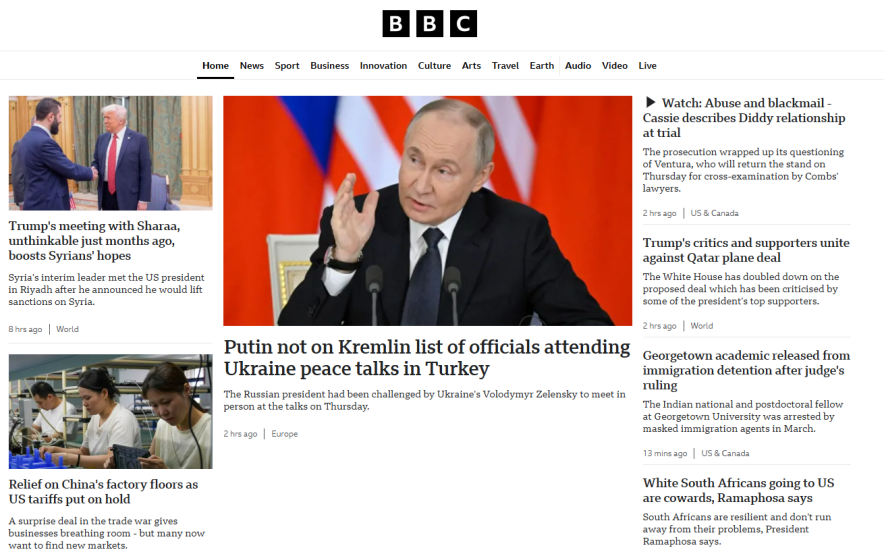 BBC
Home News Sport Business Innovation Culture Arts Travel Earth Audio Video Live
Trump's meeting with Sharaa,
unthinkable just months ago,
boosts Syrians' hopes
Syria's interim leader met the US president
in Riyadh after he announced he would lift
sanctions on Syria.
8 hrs ago | World
Relief on China's factory floors as
US tariffs put on hold
A surprise deal in the trade war gives
businesses breathing room - but many now
want to find new markets.
Putin not on Kremlin list of officials attending
Ukraine peace talks in Turkey
The Russian president had been challenged by Ukraine's Volodymyr Zelensky to meet in
person at the talks on Thursday.
2 hrs ago | Europe
Watch: Abuse and blackmail -
Cassie describes Diddy relationship
at trial
The prosecution wrapped up its questioning
of Ventura, who will return the stand on
Thursday for cross-examination by Combs'
lawyers.
2 hrs ago | US & Canada
Trump's critics and supporters unite
against Qatar plane deal
The White House has doubled down on the
proposed deal which has been criticised by
some of the president's top supporters.
2 hrs ago | World
Georgetown academic released from
immigration detention after judge's
ruling
The Indian national and postdoctoral fellow
at Georgetown University was arrested by
masked immigration agents in March.
13 mins ago | US & Canada
White South Africans going to US
are cowards, Ramaphosa says
South Africans are resilient and don't run
away from their problems, President
Ramaphosa says.